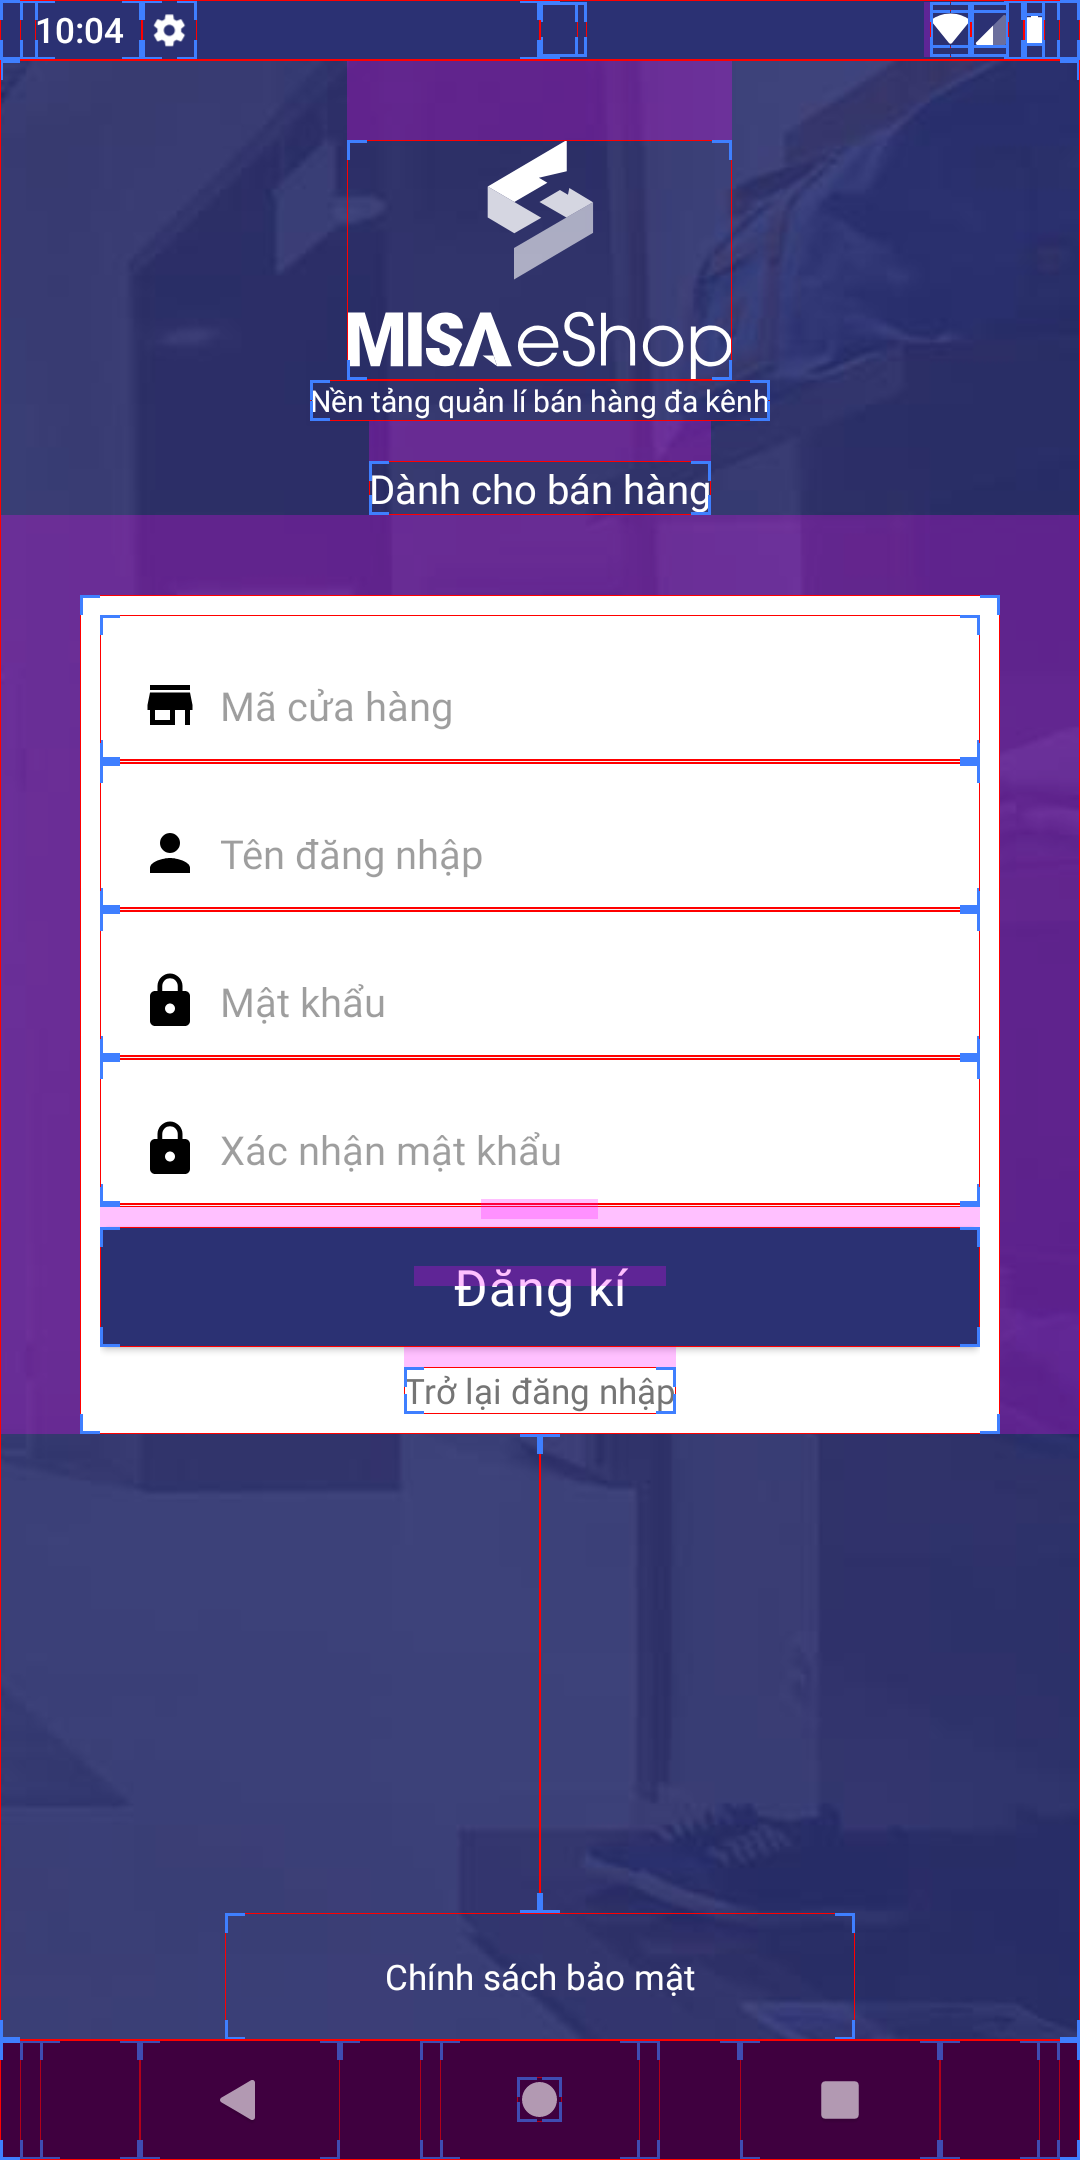 10:04
MISA eShop
Nền tảng quản lí bán hàng đa kênh
Dành cho bán hàng
Mã cửa hàng
Tên đăng nhập
Mật khẩu
Xác nhận mật khẩu
Đăng kí
Trở lại đăng nhập
Chính sách bảo mật